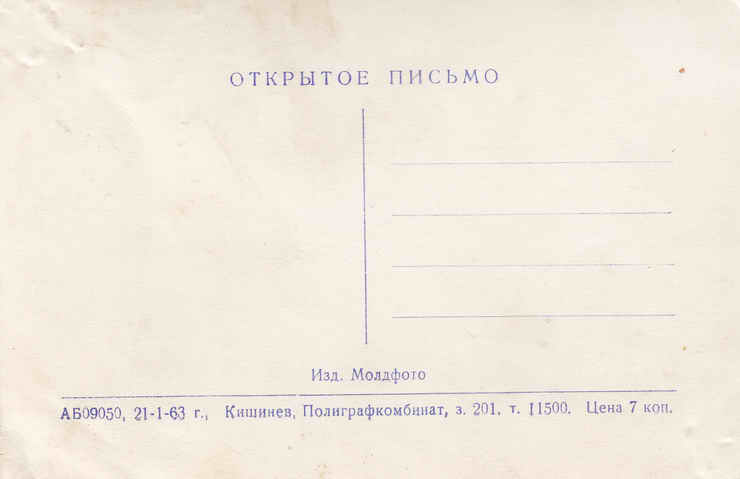 ОТКРЫТОЕ ПИСЬМО
Изд. Молдфото
АБ09050, 21-1-63 г., Кишинев, Полиграфкомбинат, з. 201. т. 11500. Цена 7 коп.